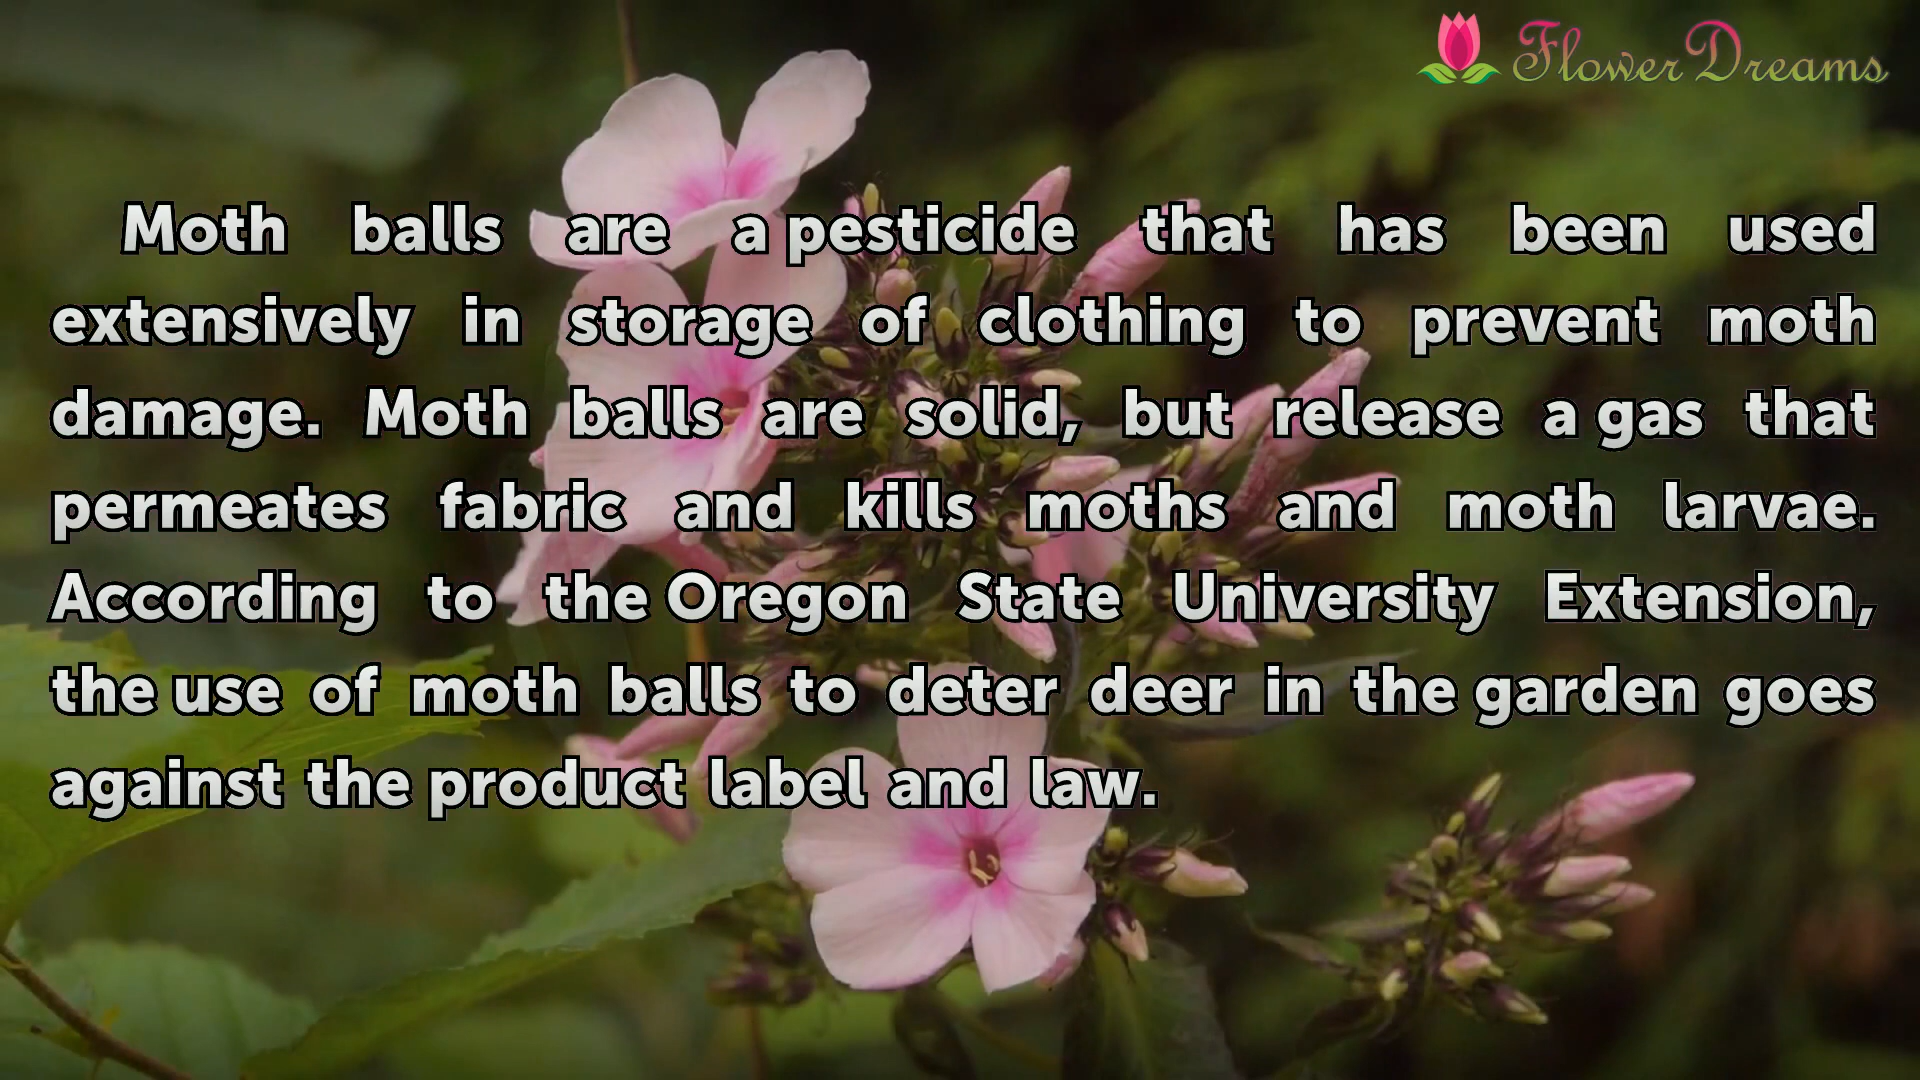 Flower Dreams
Moth balls are a pesticide that has been used
extensively in storage of clothing to prevent moth
damage. Moth balls are solid, but release a gas that
permeates fabric and kills moths and moth larvae.
According to the Oregon State University Extension,
the use of moth balls to deter deer in the garden goes
against the product label and law.